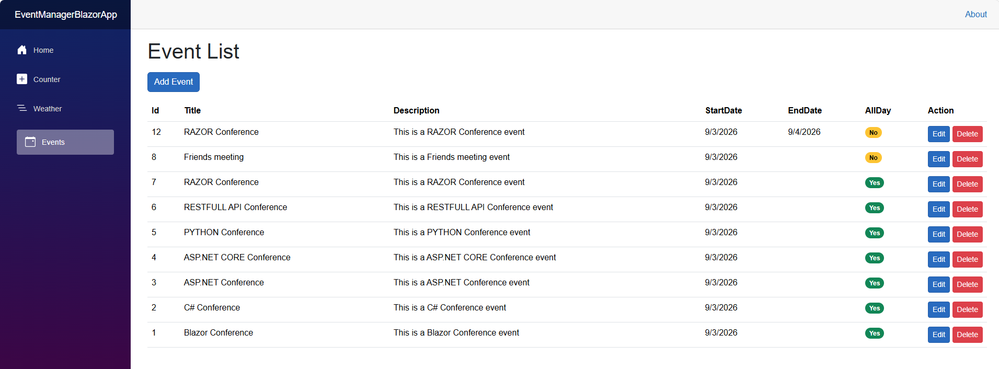 EventManagerBlazorApp
About
Home
Counter
Weather
Events
Event List
Add Event
Id Title Description StartDate EndDate AllDay Action
12 RAZOR Conference This is a RAZOR Conference event 9/3/2026 9/4/2026 No Edit Delete
8 Friends meeting This is a Friends meeting event 9/3/2026 No Edit Delete
7 RAZOR Conference This is a RAZOR Conference event 9/3/2026 Yes Edit Delete
6 RESTFULL API Conference This is a RESTFULL API Conference event 9/3/2026 Yes Edit Delete
5 PYTHON Conference This is a PYTHON Conference event 9/3/2026 Yes Edit Delete
4 ASP.NET CORE Conference This is a ASP.NET CORE Conference event 9/3/2026 Yes Edit Delete
3 ASP.NET Conference This is a ASP.NET Conference event 9/3/2026 Yes Edit Delete
2 C# Conference This is a C# Conference event 9/3/2026 Yes Edit Delete
1 Blazor Conference This is a Blazor Conference event 9/3/2026 Yes Edit Delete